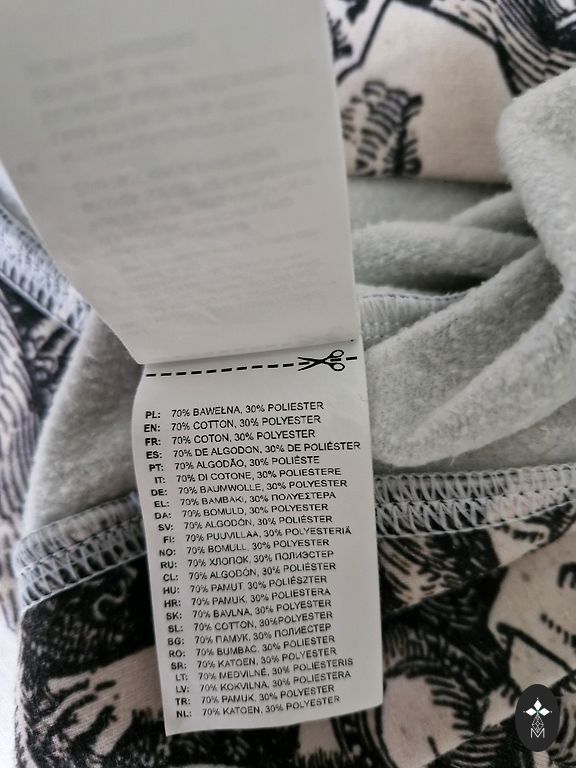 PL: 70% BAWEŁNA, 30% POLIESTER
EN: 70% COTTON, 30% POLYESTER
FR: 70% COTON, 30% POLYESTER
ES: 70% DE ALGODON, 30% DE POLIÉSTER
PT: 70% ALGODÃO, 30% POLIÉSTE
IT: 70% DI COTONE, 30% POLIESTERE
DE: 70% BAUMWOLLE, 30% POLYESTER
EL: 70% BAMBAKI, 30% ΠΟΛΥΕΣΤΕΡΑ
DA: 70% BOMULD, 30% POLYESTER
SV: 70% ALGODÓN, 30% POLIÉSTER
FI: 70% PUUVILLAA, 30% POLYESTERIÄ
NO: 70% BOMULL, 30% POLYESTER
RU: 70% ХЛОПОК, 30% ПОЛИЭСТЕР
CL: 70% ALGODÓN, 30% POLIÉSTER
HU: 70% PAMUT, 30% POLIÉSZTER
HR: 70% PAMUK, 30% POLIESTERA
SK: 70% BAVLNA, 30% POLYESTER
SL: 70% COTTON, 30%POLYESTER
BG: 70% ПАМУК, 30% ПОЛИЕСТЕР
RO: 70% BUMBAC, 30% POLYESTER
SR: 70% KATOEN, 30% POLYESTER
LT: 70% MEDVILNĖ, 30% POLIESTERIS
LV: 70% KOKVILNA, 30% POLIESTERA
TR: 70% PAMUK, 30% POLYESTER
NL: 70% KATOEN, 30% POLYESTER